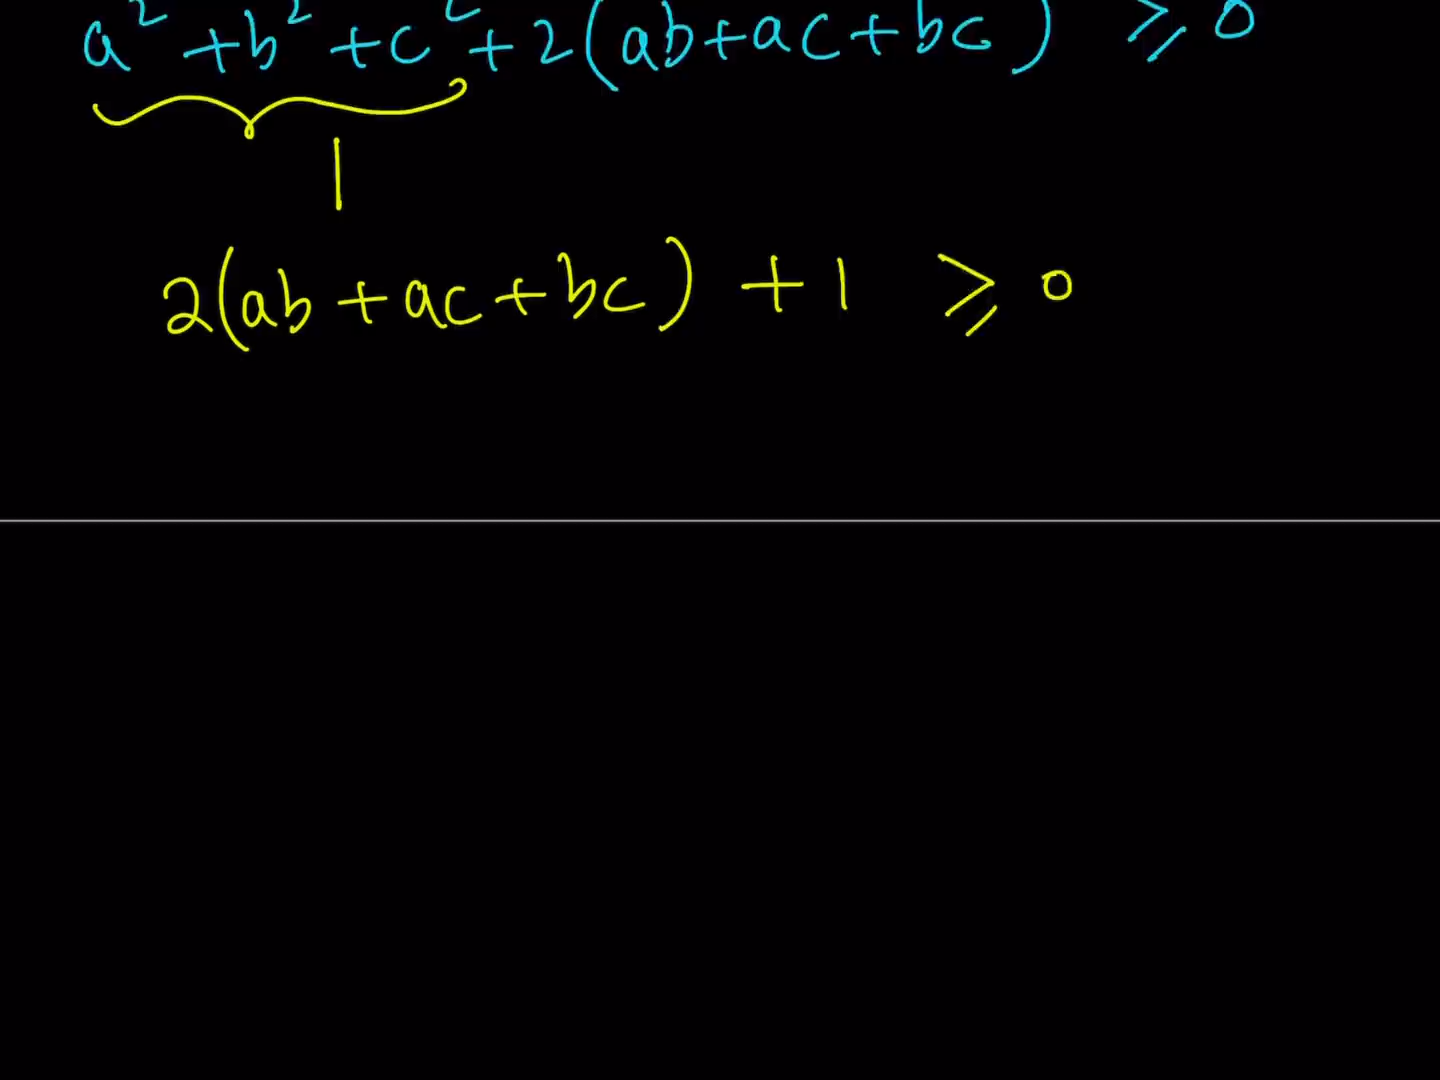 a² + b² + c² + 2(ab + ac + bc) ≥ 0
1
2(ab + ac + bc) + 1 ≥ 0